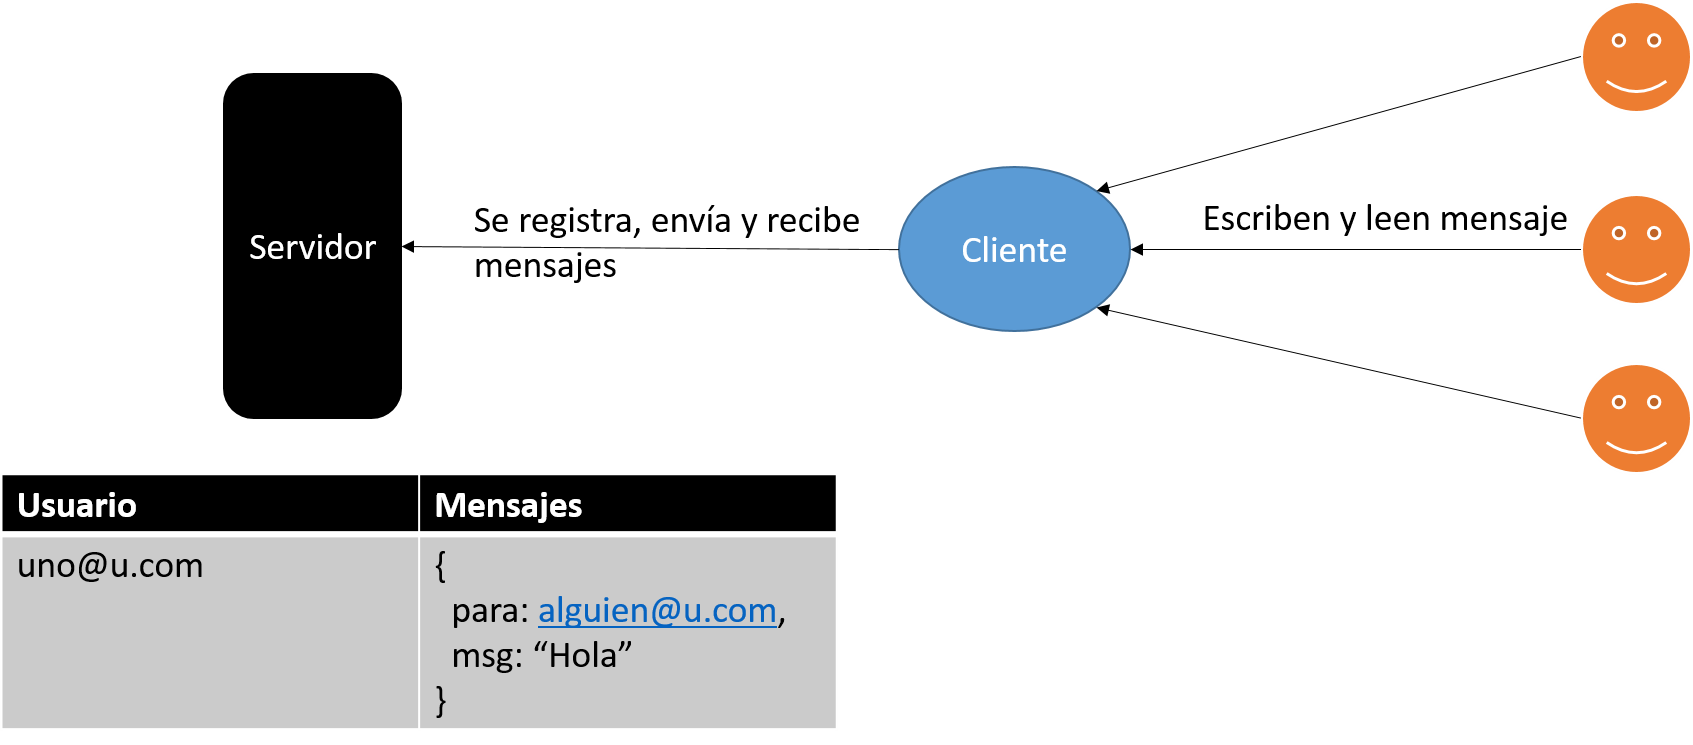 Servidor
Se registra, envía y recibe
mensajes
Cliente
Escriben y leen mensaje
Usuario Mensajes
uno@u.com {
para: alguien@u.com,
msg: “Hola”
}